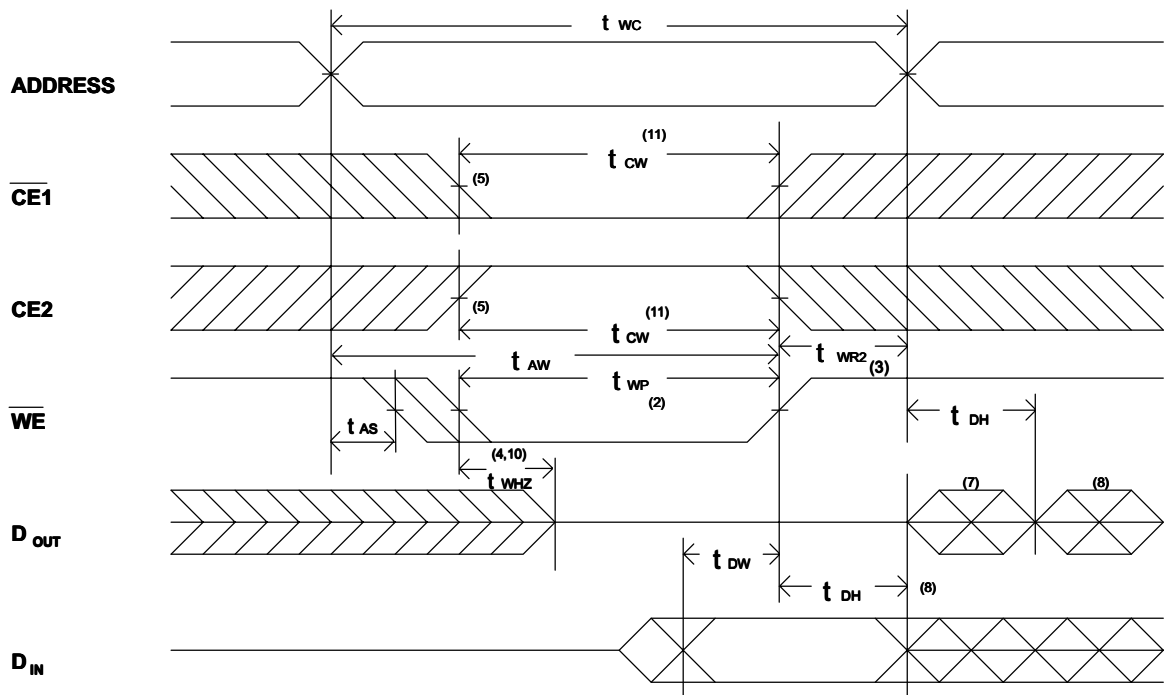 t WC
ADDRESS
(11)
t CW
CE1
(5)
CE2
(5)
(11)
t CW
t AW
t WR2
(3)
t WP
(2)
WE
t AS
t DH
(4,10)
t WHZ
(7)
(8)
D OUT
t DW
t DH
(8)
D IN